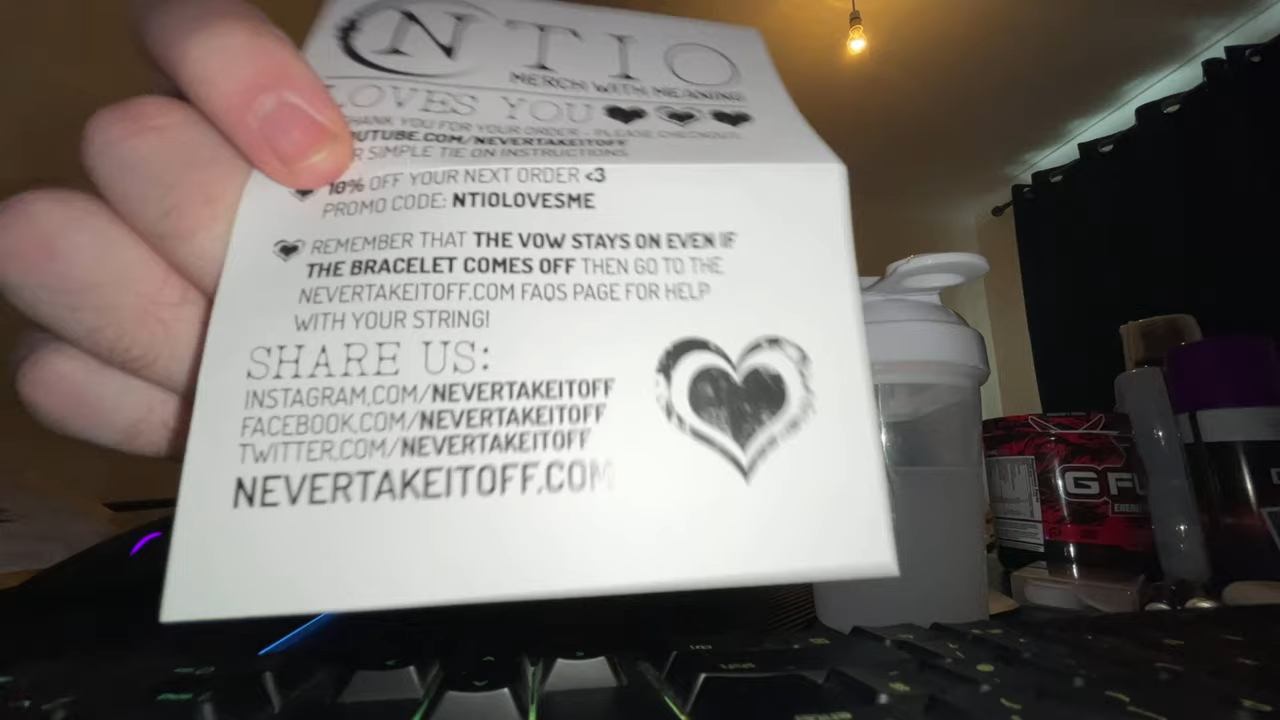 NTIO
MERCH WITH MEANING
LOVES YOU
THANK YOU FOR YOUR ORDER - PLEASE CHECKOUT
YOUTUBE.COM/NEVERTAKEITOFF
SIMPLE TIE ON INSTRUCTIONS
10% OFF YOUR NEXT ORDER <3
PROMO CODE: NTIOLOVESME
REMEMBER THAT THE VOW STAYS ON EVEN IF
THE BRACELET COMES OFF THEN GO TO THE
NEVERTAKEITOFF.COM FAQS PAGE FOR HELP
WITH YOUR STRING!
SHARE US:
INSTAGRAM.COM/NEVERTAKEITOFF
FACEBOOK.COM/NEVERTAKEITOFF
TWITTER.COM/NEVERTAKEITOFF
NEVERTAKEITOFF.COM
G FU
ENER